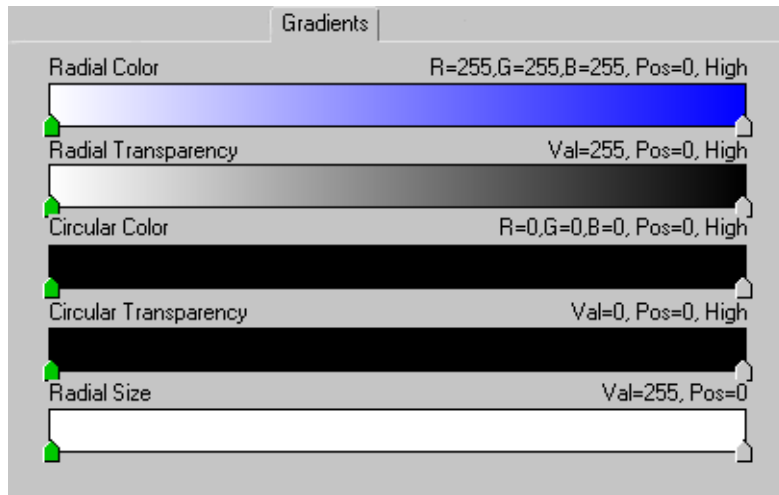 Gradients
Radial Color R=255,G=255,B=255, Pos=0, High
Radial Transparency Val=255, Pos=0, High
Circular Color R=0,G=0,B=0, Pos=0, High
Circular Transparency Val=0, Pos=0, High
Radial Size Val=255, Pos=0